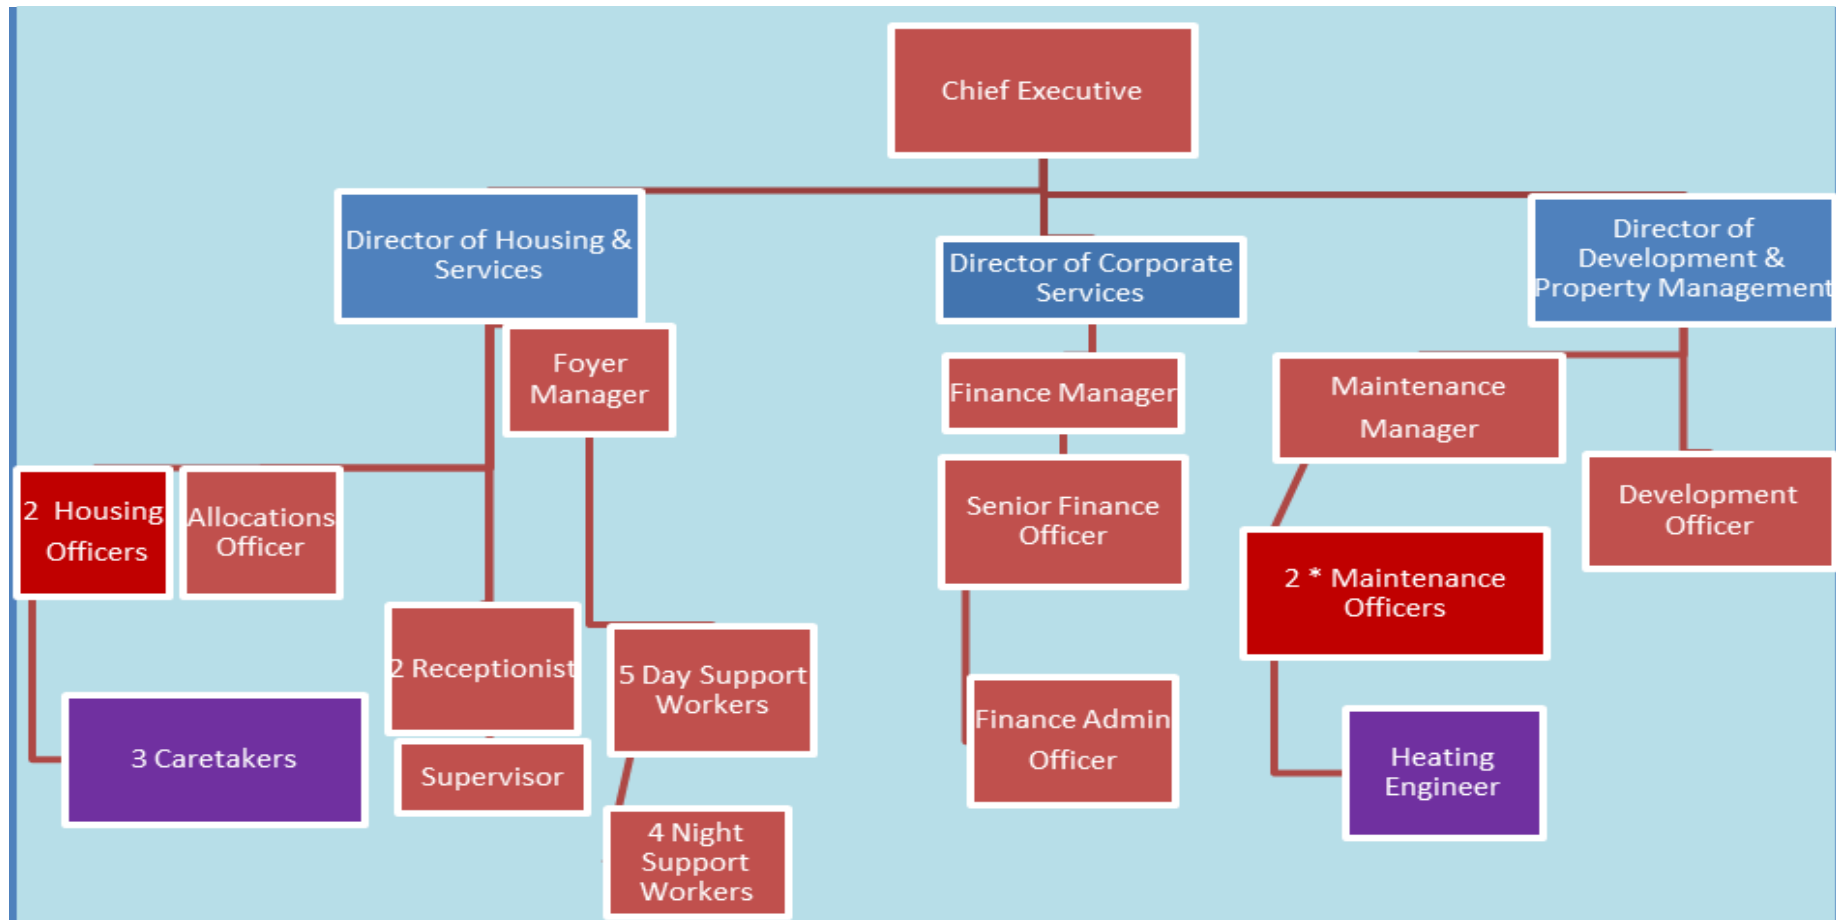 Chief Executive
Director of Housing &
Services
Director of Corporate
Services
Director of
Development &
Property Management
Foyer
Manager
Finance Manager
Maintenance
Manager
2 Housing
Officers
Allocations
Officer
Senior Finance
Officer
Development
Officer
2 * Maintenance
Officers
2 Receptionist
5 Day Support
Workers
Finance Admin
Officer
3 Caretakers
Supervisor
Heating
Engineer
4 Night
Support
Workers